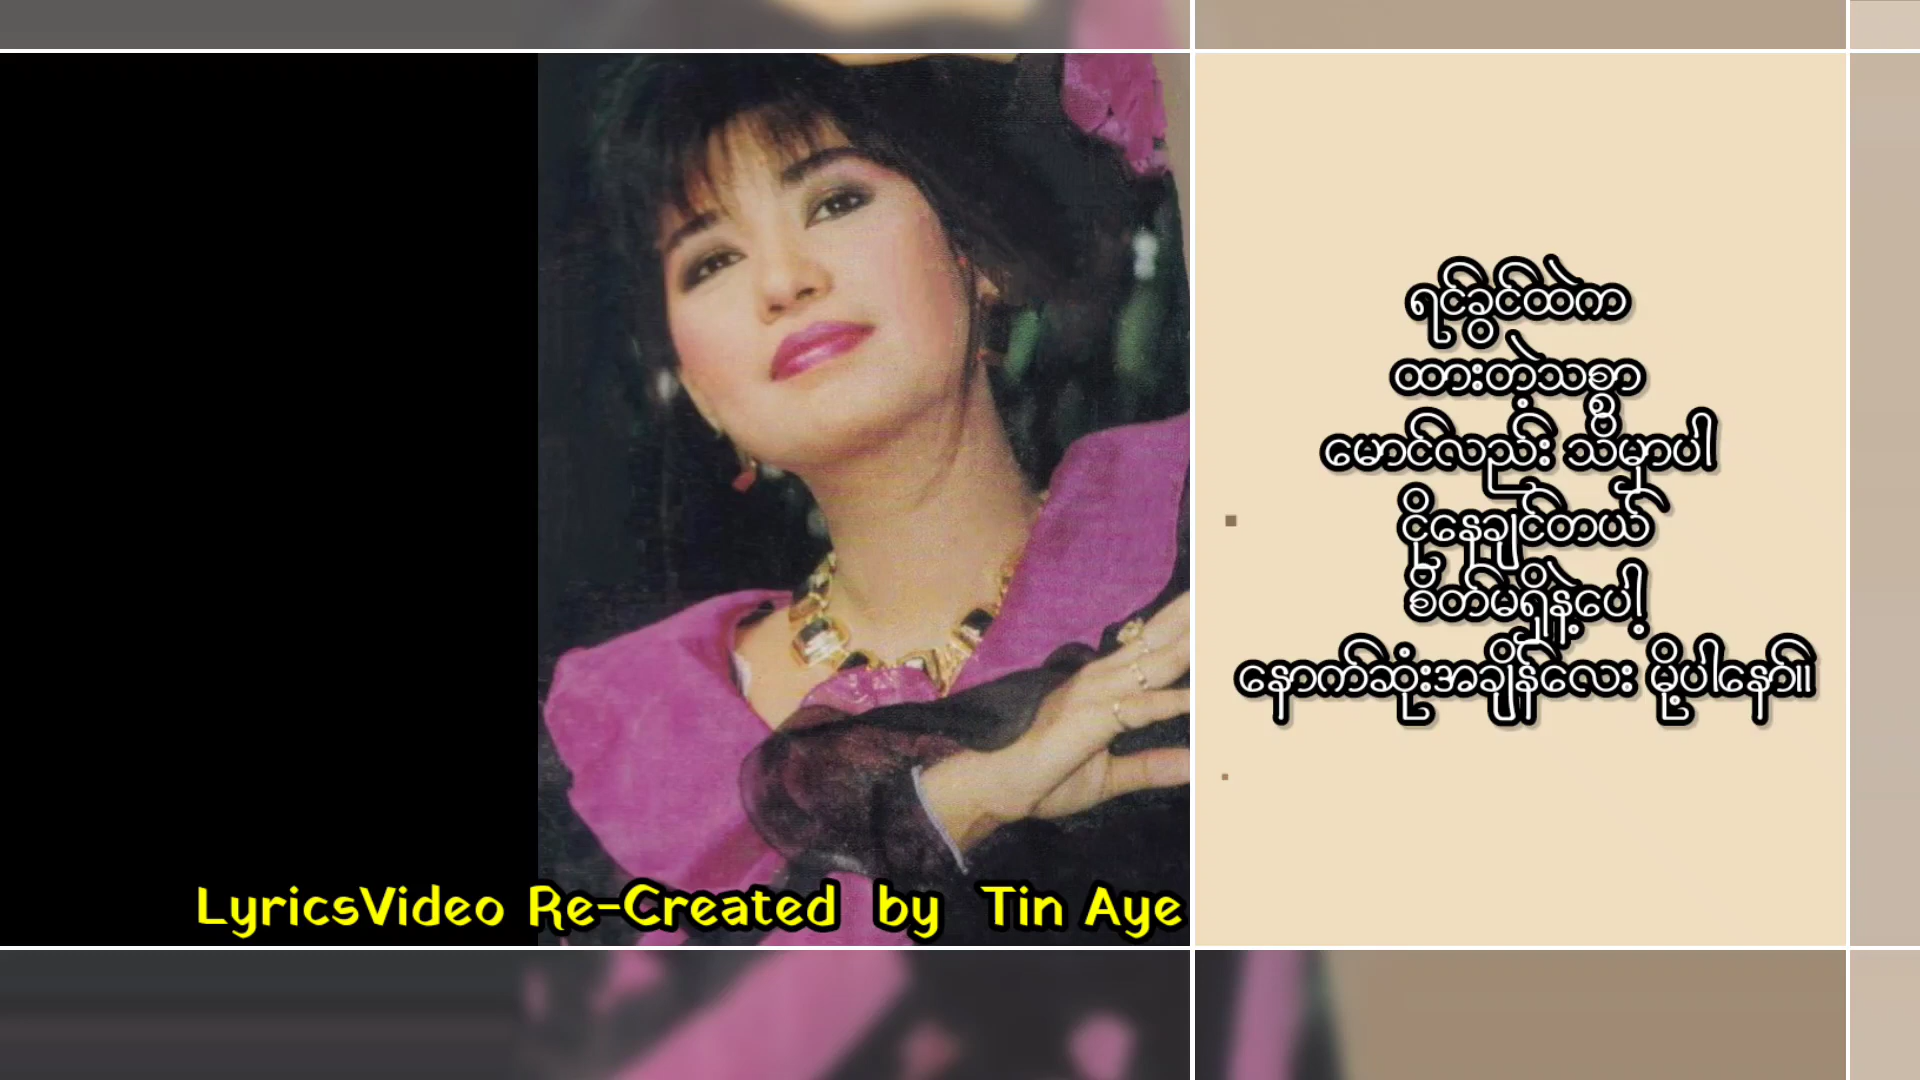 ရင်ခွင်ထဲက
ထားတဲ့သစ္စာ
မောင်လည်း သိမှာပါ
ငိုနေချင်တယ်
စိတ်မရှိနဲ့ပေါ့
နောက်ဆုံးအချိန်လေး မို့ပါနော်။
LyricsVideo Re-Created by Tin Aye